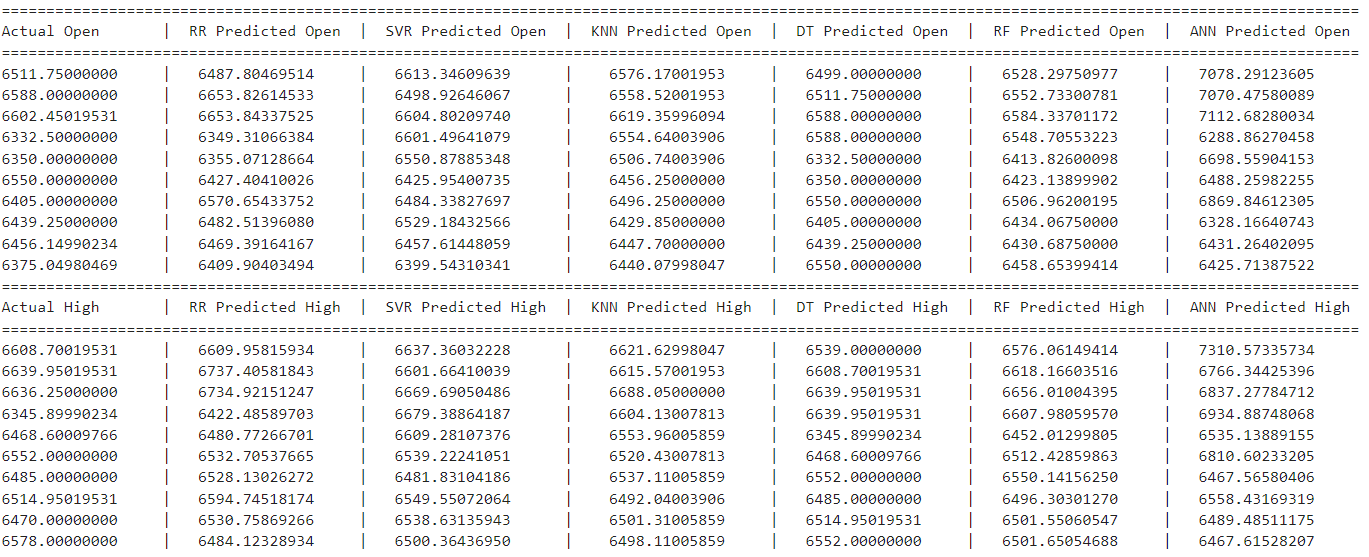 ==========================================================================================================================================================
Actual Open | RR Predicted Open | SVR Predicted Open | KNN Predicted Open | DT Predicted Open | RF Predicted Open | ANN Predicted Open
==========================================================================================================================================================
6511.75000000 | 6487.80469514 | 6613.34609639 | 6576.17001953 | 6499.00000000 | 6528.29750977 | 7078.29123605
6588.00000000 | 6653.82614533 | 6498.92646067 | 6558.52001953 | 6511.75000000 | 6552.73300781 | 7070.47580089
6602.45019531 | 6653.84337525 | 6604.80209740 | 6619.35996094 | 6588.00000000 | 6584.33701172 | 7112.68280034
6332.50000000 | 6349.31066384 | 6601.49641079 | 6554.64003906 | 6588.00000000 | 6548.70553223 | 6288.86270458
6350.00000000 | 6355.07128664 | 6550.87885348 | 6506.74003906 | 6332.50000000 | 6413.82600098 | 6698.55904153
6550.00000000 | 6427.40410026 | 6425.95400735 | 6456.25000000 | 6350.00000000 | 6423.13899902 | 6488.25982255
6405.00000000 | 6570.65433752 | 6484.33827697 | 6496.25000000 | 6550.00000000 | 6506.96200195 | 6869.84612305
6439.25000000 | 6482.51396080 | 6529.18432566 | 6429.85000000 | 6405.00000000 | 6434.06750000 | 6328.16640743
6456.14990234 | 6469.39164167 | 6457.61448059 | 6447.70000000 | 6439.25000000 | 6430.68750000 | 6431.26402095
6375.04980469 | 6409.90403494 | 6399.54310341 | 6440.07998047 | 6550.00000000 | 6458.65399414 | 6425.71387522
==========================================================================================================================================================
Actual High | RR Predicted High | SVR Predicted High | KNN Predicted High | DT Predicted High | RF Predicted High | ANN Predicted High
==========================================================================================================================================================
6608.70019531 | 6609.95815934 | 6637.36032228 | 6621.62998047 | 6539.00000000 | 6576.06149414 | 7310.57335734
6639.95019531 | 6737.40581843 | 6601.66410039 | 6615.57001953 | 6608.70019531 | 6618.16603516 | 6766.34425396
6636.25000000 | 6734.92151247 | 6669.69050486 | 6688.05000000 | 6639.95019531 | 6656.01004395 | 6837.27784712
6345.89990234 | 6422.48589703 | 6679.38864187 | 6604.13007813 | 6639.95019531 | 6607.98059570 | 6934.88748068
6468.60009766 | 6480.77266701 | 6609.28107376 | 6553.96005859 | 6345.89990234 | 6452.01299805 | 6535.13889155
6552.00000000 | 6532.70537665 | 6539.22241051 | 6520.43007813 | 6468.60009766 | 6512.42859863 | 6810.60233205
6485.00000000 | 6528.13026272 | 6481.83104186 | 6537.11005859 | 6552.00000000 | 6550.14156250 | 6467.56580406
6514.95019531 | 6594.74518174 | 6549.55072064 | 6492.04003906 | 6485.00000000 | 6496.30301270 | 6558.43169319
6470.00000000 | 6530.75869266 | 6538.63135943 | 6501.31005859 | 6514.95019531 | 6501.55060547 | 6489.48511175
6578.00000000 | 6484.12328934 | 6500.36436950 | 6498.11005859 | 6552.00000000 | 6501.65054688 | 6467.61528207